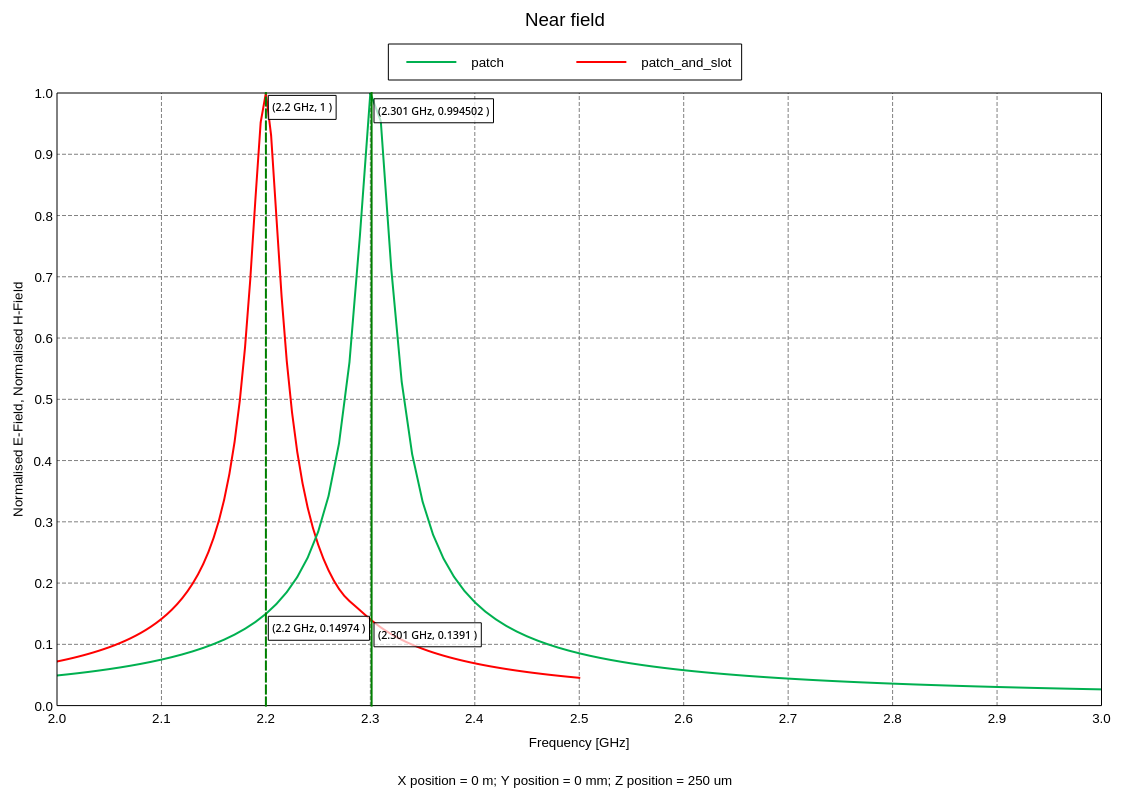 Near field
patch
patch_and_slot
(2.2 GHz, 1 )
(2.301 GHz, 0.994502 )
(2.2 GHz, 0.14974 )
(2.301 GHz, 0.1391 )
Normalised E-Field, Normalised H-Field
1.0
0.9
0.8
0.7
0.6
0.5
0.4
0.3
0.2
0.1
0.0
2.0 2.1 2.2 2.3 2.4 2.5 2.6 2.7 2.8 2.9 3.0
Frequency [GHz]
X position = 0 m; Y position = 0 mm; Z position = 250 um